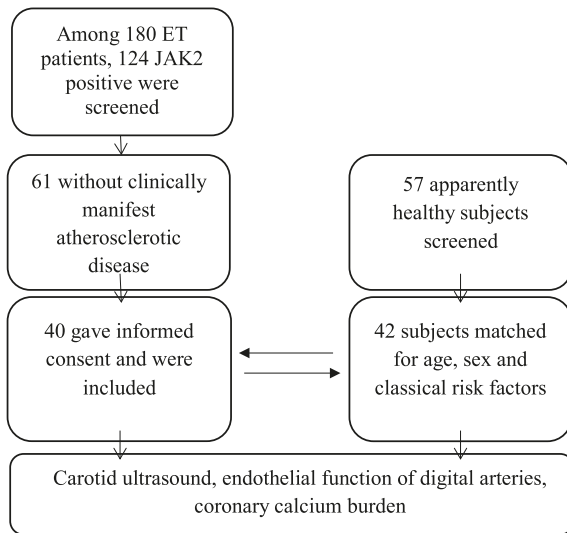 Among 180 ET
patients, 124 JAK2
positive were
screened
61 without clinically
manifest
atherosclerotic
disease
57 apparently
healthy subjects
screened
40 gave informed
consent and were
included
42 subjects matched
for age, sex and
classical risk factors
Carotid ultrasound, endothelial function of digital arteries,
coronary calcium burden